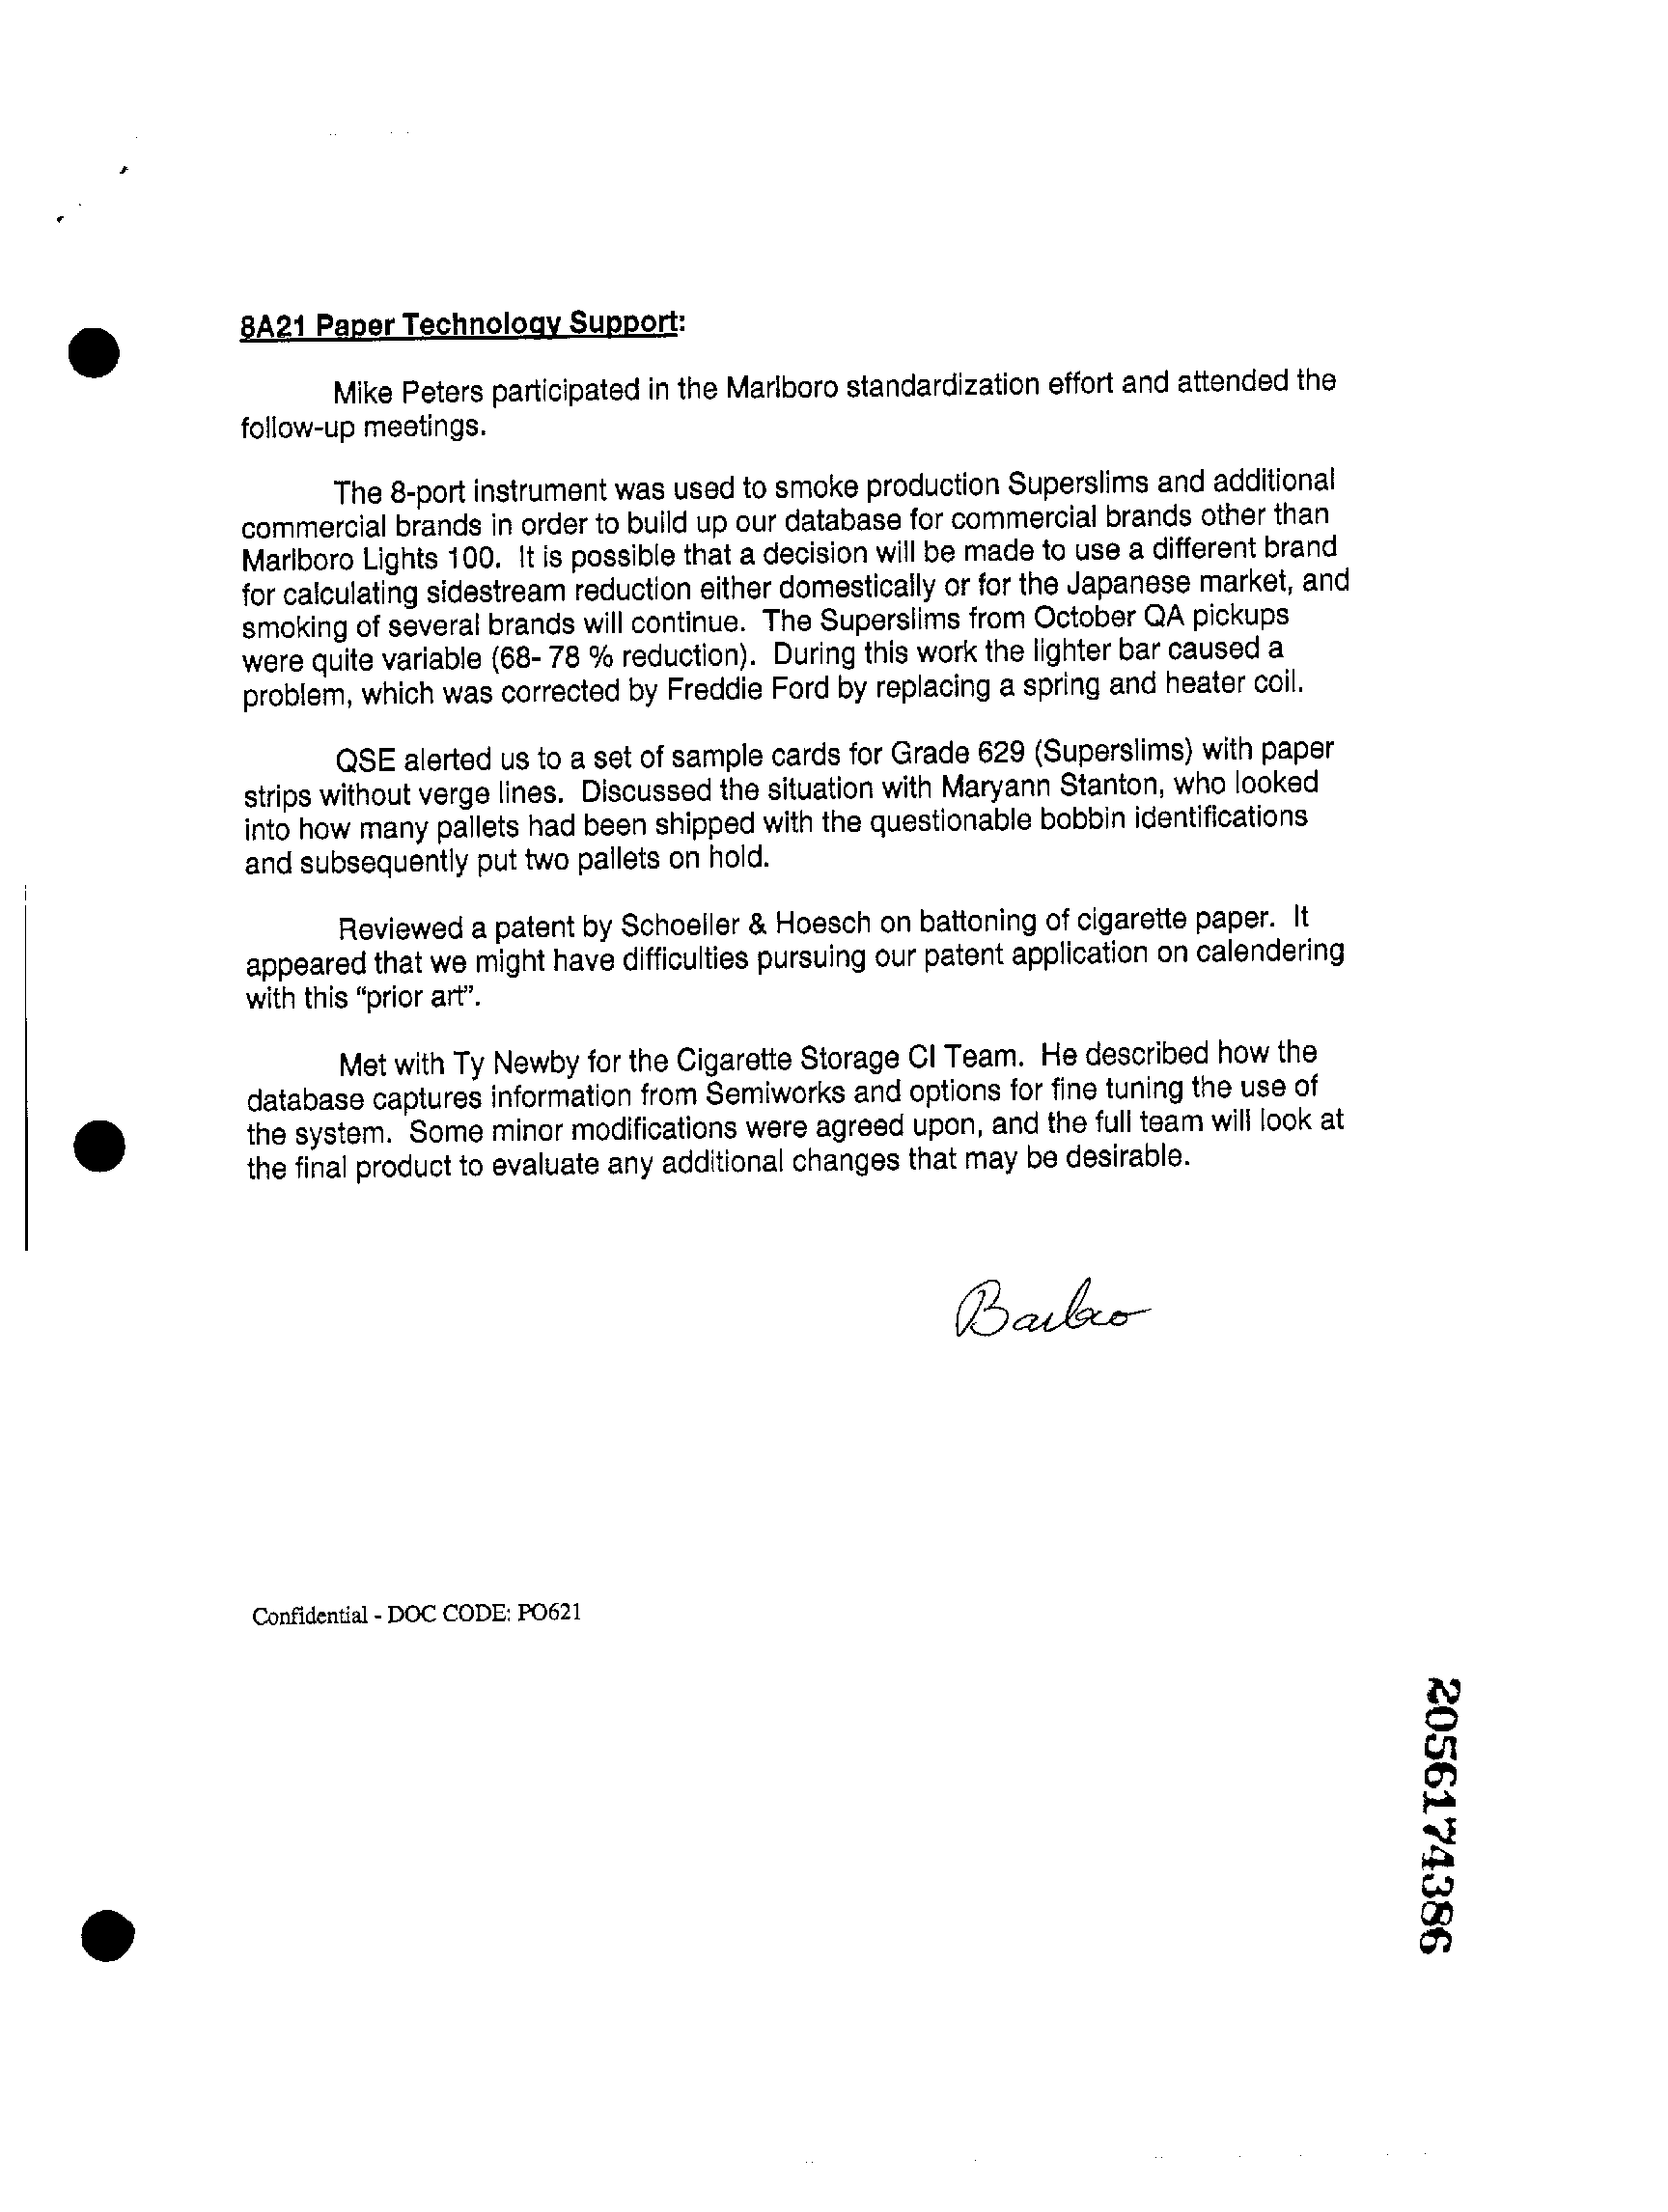 8A21 Paper Technology Support:
Mike Peters participated in the Marlboro standardization effort and attended the
follow-up meetings.
The 8-port instrument was used to smoke production Superslims and additional
commercial brands in order to build up our database for commercial brands other than
Marlboro Lights 100. It is possible that a decision will be made to use a different brand
for calculating sidestream reduction either domestically or for the Japanese market, and
smoking of several brands will continue. The Superslims from October QA pickups
were quite variable (68- 78 % reduction). During this work the lighter bar caused a
problem, which was corrected by Freddie Ford by replacing a spring and heater coil.
QSE alerted us to a set of sample cards for Grade 629 (Superslims) with paper
strips without verge lines. Discussed the situation with Maryann Stanton, who looked
into how many pallets had been shipped with the questionable bobbin identifications
and subsequently put two pallets on hold.
Reviewed a patent by Schoeller & Hoesch on battoning of cigarette paper. It
appeared that we might have difficulties pursuing our patent application on calendering
with this “prior art”.
Met with Ty Newby for the Cigarette Storage CI Team. He described how the
database captures information from Semiworks and options for fine tuning the use of
the system. Some minor modifications were agreed upon, and the full team will look at
the final product to evaluate any additional changes that may be desirable.
Barbro
Confidential - DOC CODE: PO621
2056174386